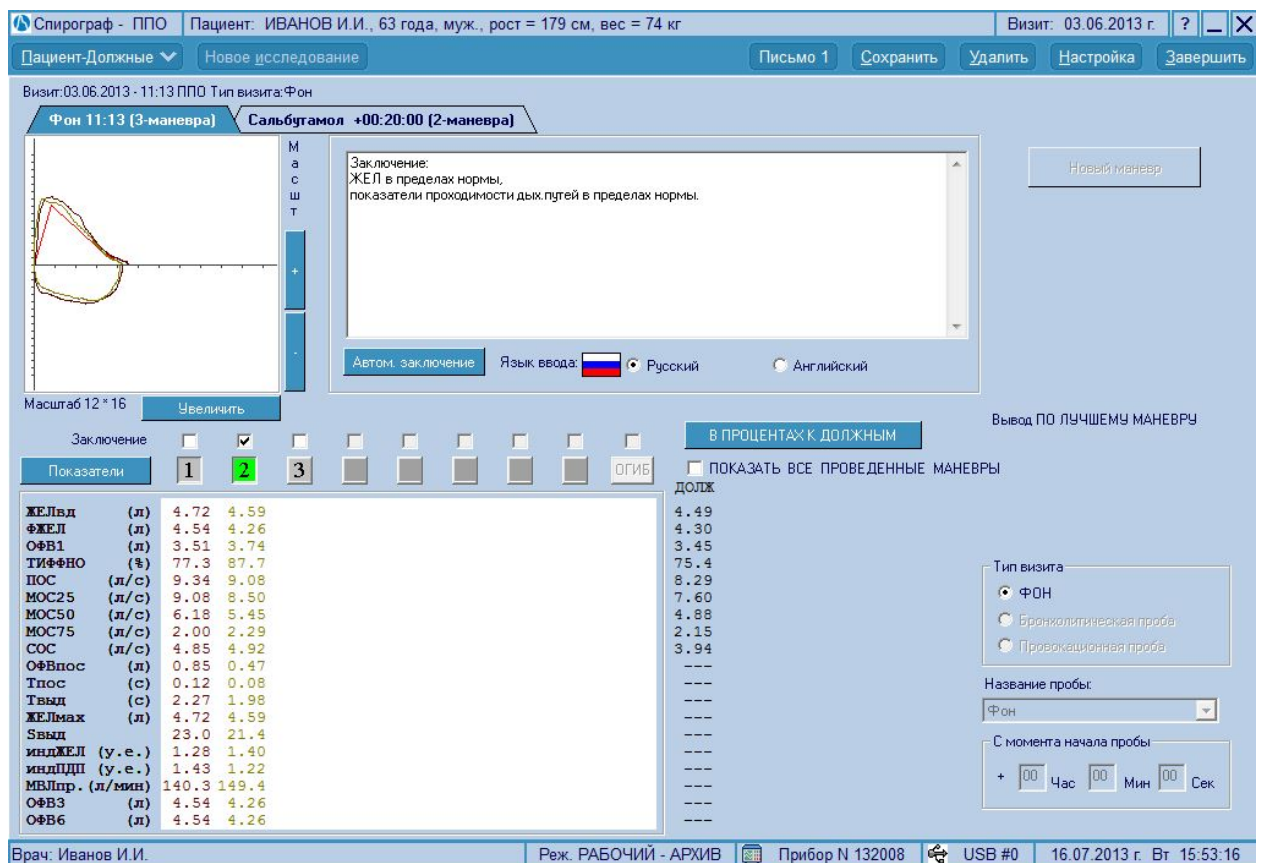 Спирограф - ППО Пациент: ИВАНОВ И.И., 63 года, муж., рост = 179 см, вес = 74 кг Визит: 03.06.2013 г. ?
Пациент-Должные Новое исследование Письмо 1 Сохранить Удалить Настройка Завершить
Визит:03.06.2013 - 11:13 ППО Тип визита:Фон
Фон 11:13 (3-маневра) Сальбутамол +00:20:00 (2-маневра)
М
а
с
ш
т
+
-
Заключение:
ЖЕЛ в пределах нормы,
показатели проходимости дых.путей в пределах нормы.
Новый маневр
Автом. заключение Язык ввода: Русский Английский
Масштаб 12 * 16 Увеличить
Вывод ПО ЛУЧШЕМУ МАНЕВРУ
Заключение
В ПРОЦЕНТАХ К ДОЛЖНЫМ
Показатели 1 2 3 ОГИБ
ПОКАЗАТЬ ВСЕ ПРОВЕДЕННЫЕ МАНЕВРЫ
ДОЛЖ
ЖЕЛвд (л) 4.72 4.59 4.49
ФЖЕЛ (л) 4.54 4.26 4.30
ОФВ1 (л) 3.51 3.74 3.45
ТИФФНО (%) 77.3 87.7 75.4
ПОС (л/с) 9.34 9.08 8.29
МОС25 (л/с) 9.08 8.50 7.60
МОС50 (л/с) 6.18 5.45 4.88
МОС75 (л/с) 2.00 2.29 2.15
СОС (л/с) 4.85 4.92 3.94
ОФВпос (л) 0.85 0.47 ---
Тпос (с) 0.12 0.08 ---
Твыд (с) 2.27 1.98 ---
ЖЕЛмах (л) 4.72 4.59 ---
Sвыд 23.0 21.4 ---
индЖЕЛ (у.е.) 1.28 1.40 ---
индПДП (у.е.) 1.43 1.22 ---
МВЛпр.(л/мин) 140.3 149.4 ---
ОФВ3 (л) 4.54 4.26 ---
ОФВ6 (л) 4.54 4.26 ---
Тип визита
ФОН
Бронхолитическая проба
Провокационная проба
Название пробы:
Фон
С момента начала пробы
+ 00 Час 00 Мин 00 Сек
Врач: Иванов И.И. Реж. РАБОЧИЙ - АРХИВ Прибор N 132008 USB #0 16.07.2013 г. Вт 15:53:16